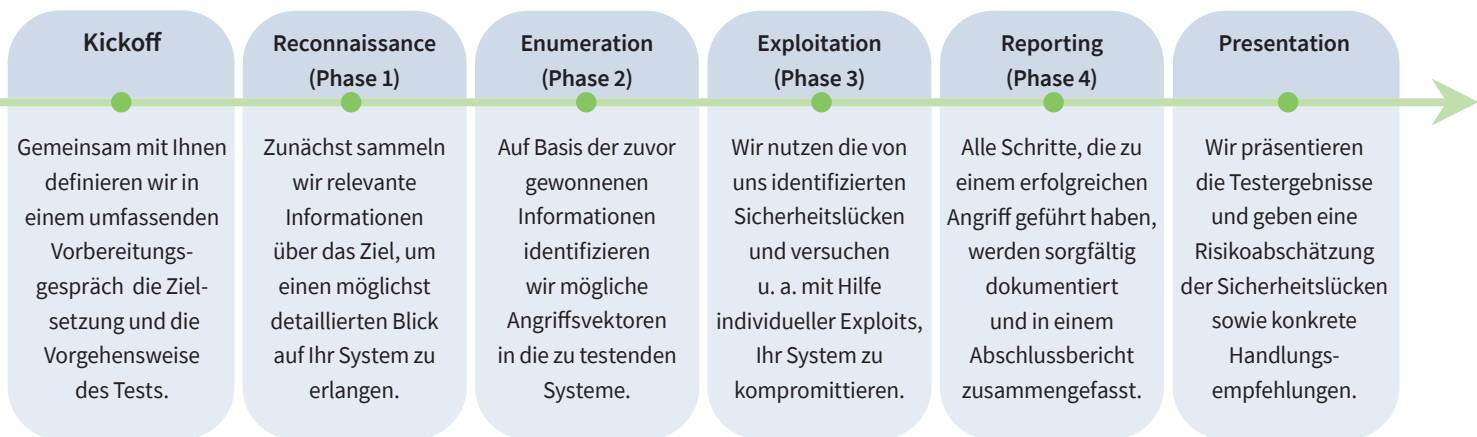 Kickoff
Gemeinsam mit Ihnen
definieren wir in
einem umfassenden
Vorbereitungs-
gespräch die Ziel-
setzung und die
Vorgehensweise
des Tests.
Reconnaissance
(Phase 1)
Zunächst sammeln
wir relevante
Informationen
über das Ziel, um
einen möglichst
detaillierten Blick
auf Ihr System zu
erlangen.
Enumeration
(Phase 2)
Auf Basis der zuvor
gewonnenen
Informationen
identifizieren
wir mögliche
Angriffsvektoren
in die zu testenden
Systeme.
Exploitation
(Phase 3)
Wir nutzen die von
uns identifizierten
Sicherheitslücken
und versuchen
u. a. mit Hilfe
individueller Exploits,
Ihr System zu
kompromittieren.
Reporting
(Phase 4)
Alle Schritte, die zu
einem erfolgreichen
Angriff geführt haben,
werden sorgfältig
dokumentiert
und in einem
Abschlussbericht
zusammengefasst.
Presentation
Wir präsentieren
die Testergebnisse
und geben eine
Risikoabschätzung
der Sicherheitslücken
sowie konkrete
Handlungs-
empfehlungen.